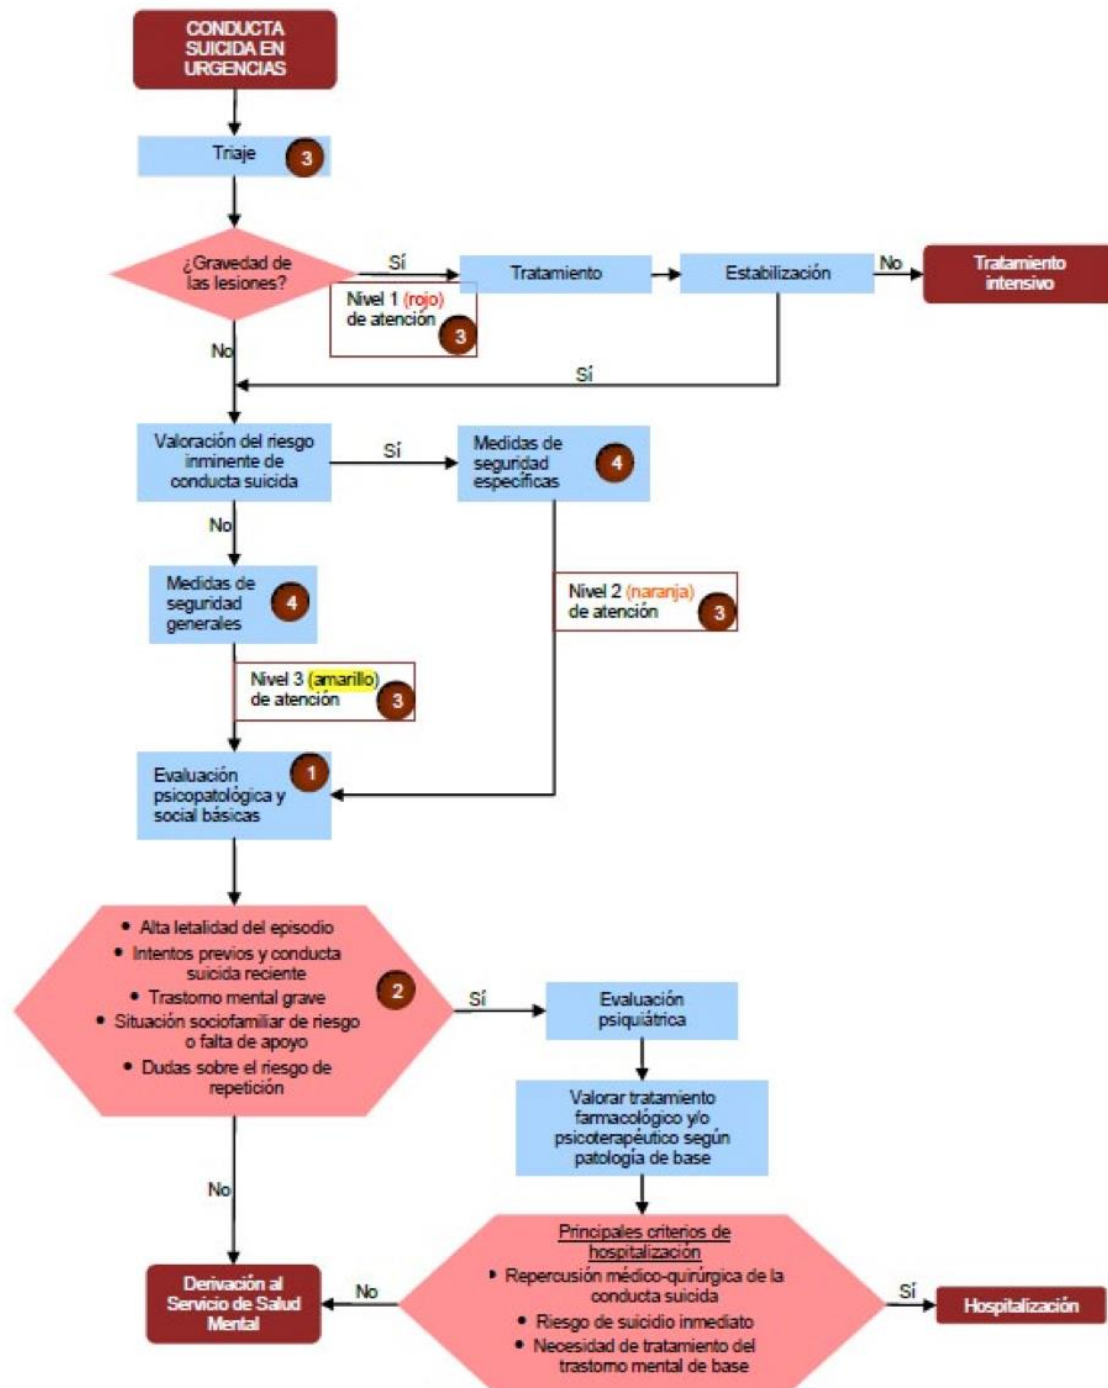 CONDUCTA
SUICIDA EN
URGENCIAS
Triaje
3
¿Gravedad de
las lesiones?
Sí
Tratamiento
Estabilización
No
Tratamiento
intensivo
Nivel 1 (rojo)
de atención
3
No
Sí
Valoración del riesgo
inminente de
conducta suicida
Sí
Medidas de
seguridad
específicas
4
No
Medidas de
seguridad
generales
4
Nivel 2 (naranja)
de atención
3
Nivel 3 (amarillo)
de atención
3
Evaluación
psicopatológica y
social básicas
1
• Alta letalidad del episodio
• Intentos previos y conducta
suicida reciente
• Trastorno mental grave
• Situación sociofamiliar de riesgo
o falta de apoyo
• Dudas sobre el riesgo de
repetición
2
Sí
Evaluación
psiquiátrica
Valorar tratamiento
farmacológico y/o
psicoterapéutico según
patología de base
No
Principales criterios de
hospitalización
• Repercusión médico-quirúrgica de la
conducta suicida
• Riesgo de suicidio inmediato
• Necesidad de tratamiento del
trastorno mental de base
No
Derivación al
Servicio de Salud
Mental
Sí
Hospitalización